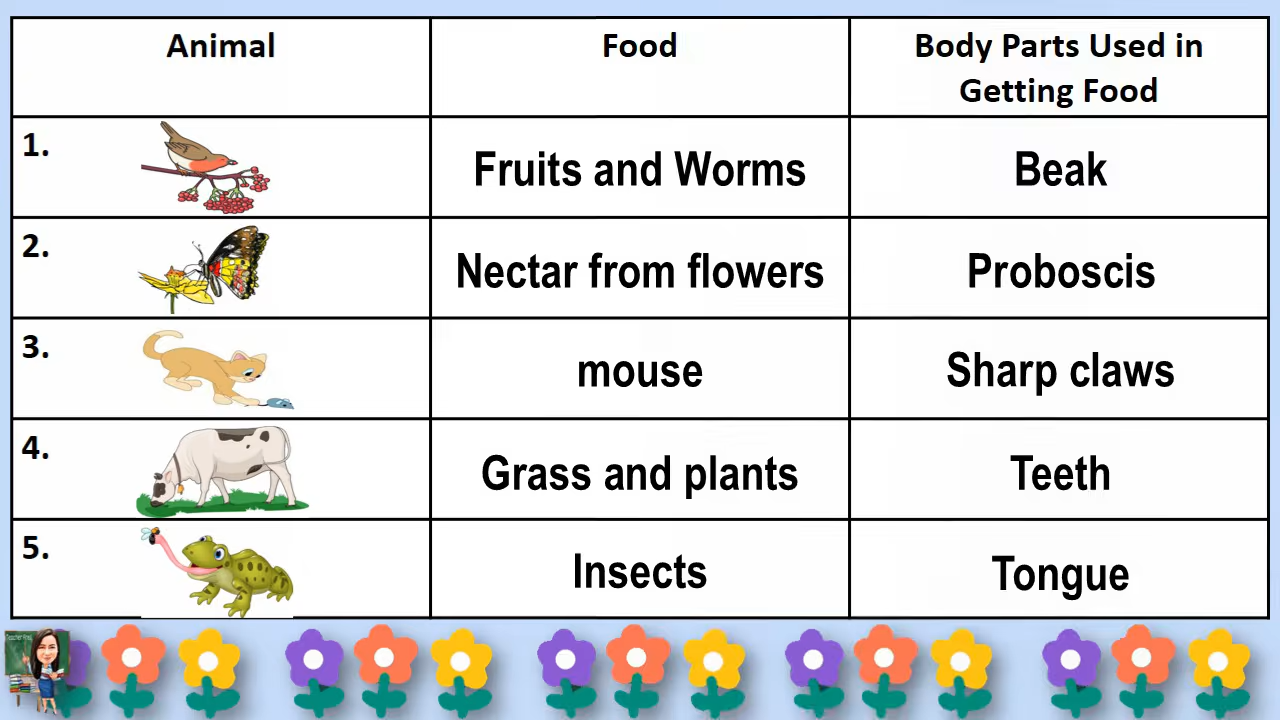 Animal
Food
Body Parts Used in
Getting Food
1.
Fruits and Worms
Beak
2.
Nectar from flowers
Proboscis
3.
mouse
Sharp claws
4.
Grass and plants
Teeth
5.
Insects
Tongue